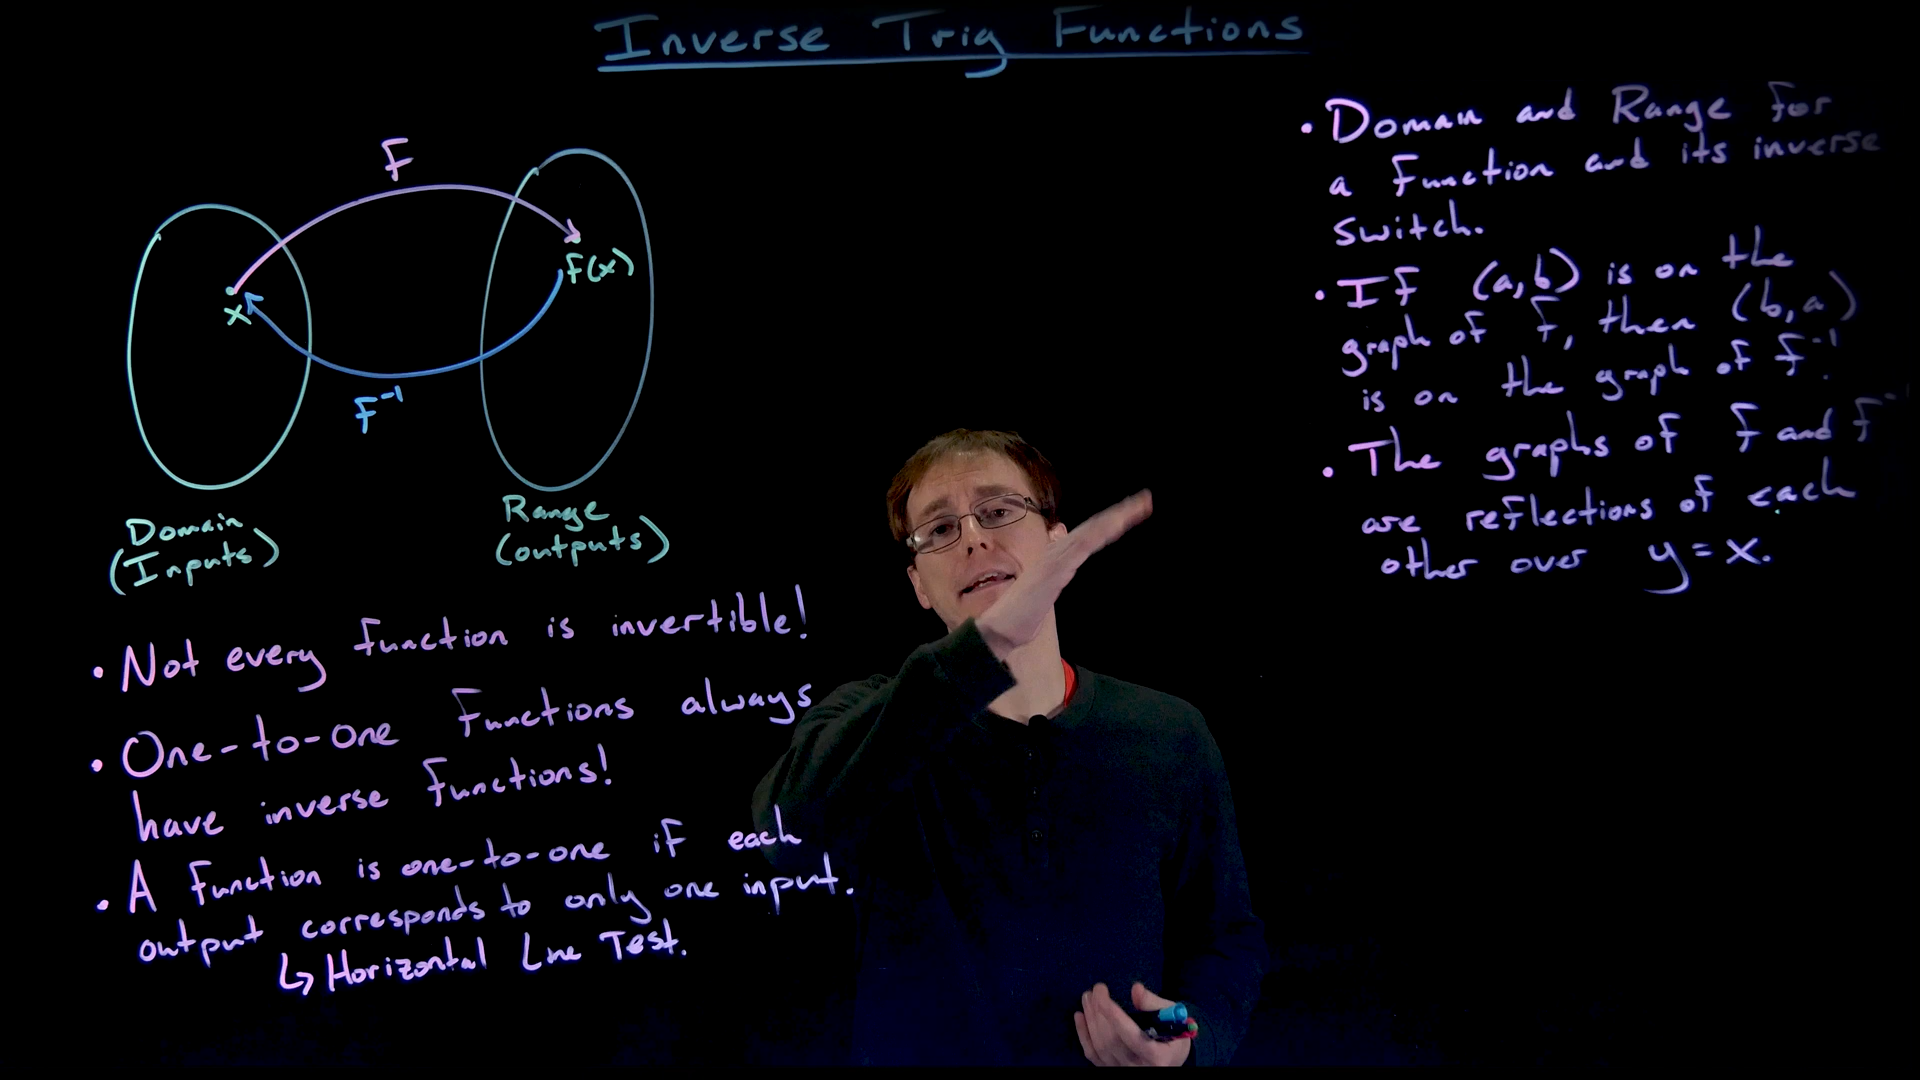 Inverse Trig Functions
F
x
f(x)
F⁻¹
Domain
(Inputs)
Range
(outputs)
• Not every function is invertible!
• One-to-one Functions always
have inverse functions!
• A function is one-to-one if each
output corresponds to only one input.
↳ Horizontal Line Test.
• Domain and Range for
a function and its inverse
switch.
• If (a,b) is on the
graph of f, then (b,a)
is on the graph of f⁻¹.
• The graphs of f and f⁻¹
are reflections of each
other over y=x.